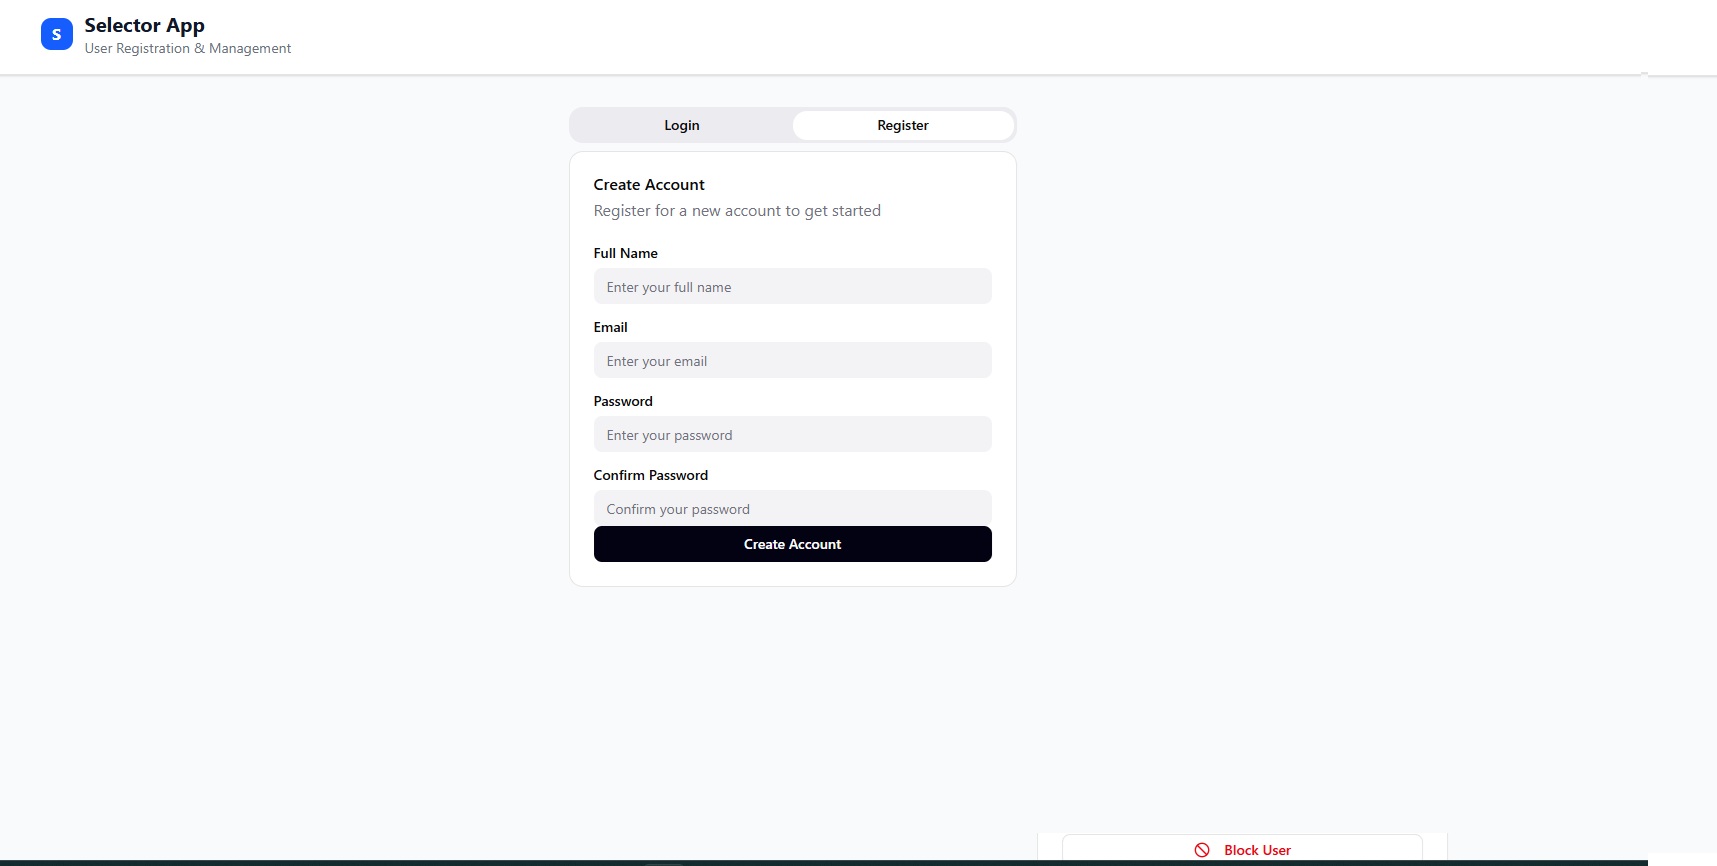 S
Selector App
User Registration & Management
Login
Register
Create Account
Register for a new account to get started
Full Name
Enter your full name
Email
Enter your email
Password
Enter your password
Confirm Password
Confirm your password
Create Account
Block User